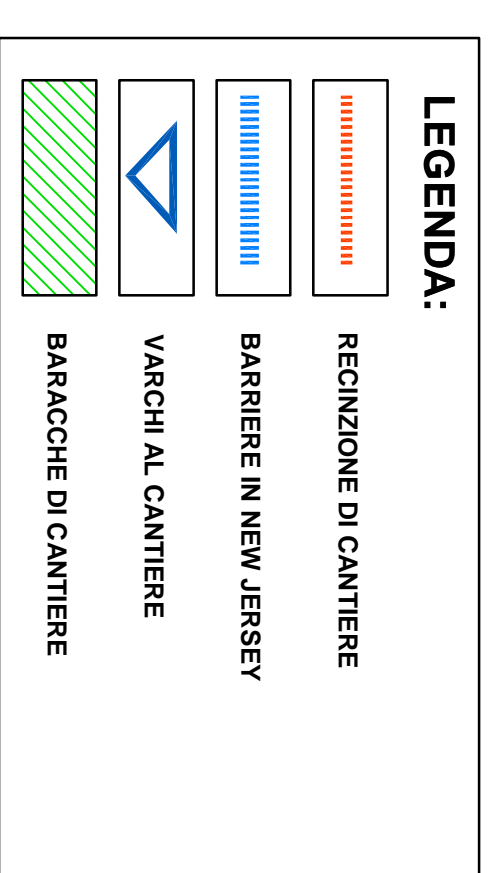 LEGENDA:
RECINZIONE DI CANTIERE
BARRIERE IN NEW JERSEY
VARCHI AL CANTIERE
BARACCHE DI CANTIERE